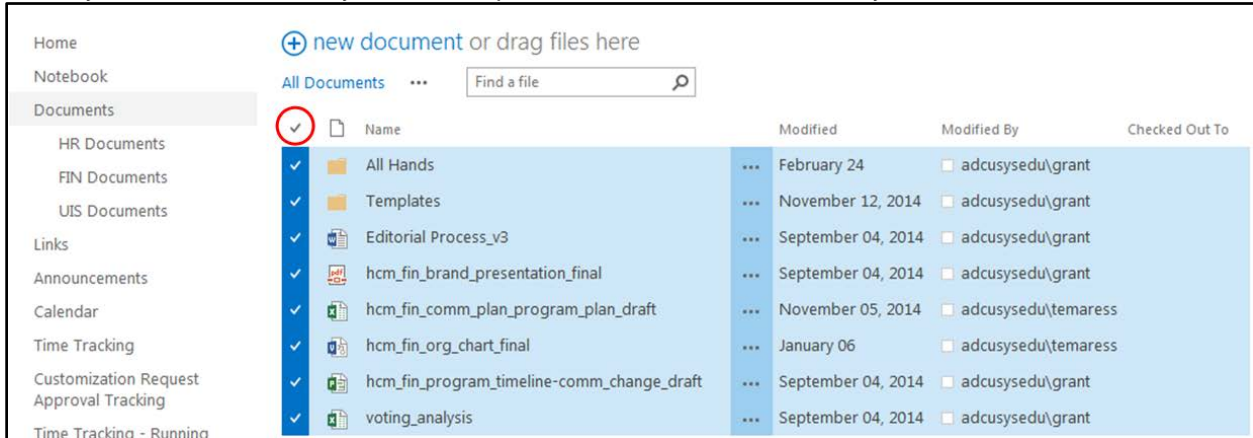 Home
Notebook
Documents
HR Documents
FIN Documents
UIS Documents
Links
Announcements
Calendar
Time Tracking
Customization Request
Approval Tracking
Time Tracking - Running
new document or drag files here
All Documents ••• Find a file
Name Modified Modified By Checked Out To
All Hands ••• February 24 adcusysedu\grant
Templates ••• November 12, 2014 adcusysedu\grant
Editorial Process_v3 ••• September 04, 2014 adcusysedu\grant
hcm_fin_brand_presentation_final ••• September 04, 2014 adcusysedu\grant
hcm_fin_comm_plan_program_plan_draft ••• November 05, 2014 adcusysedu\temaress
hcm_fin_org_chart_final ••• January 06 adcusysedu\temaress
hcm_fin_program_timeline-comm_change_draft ••• September 04, 2014 adcusysedu\grant
voting_analysis ••• September 04, 2014 adcusysedu\grant